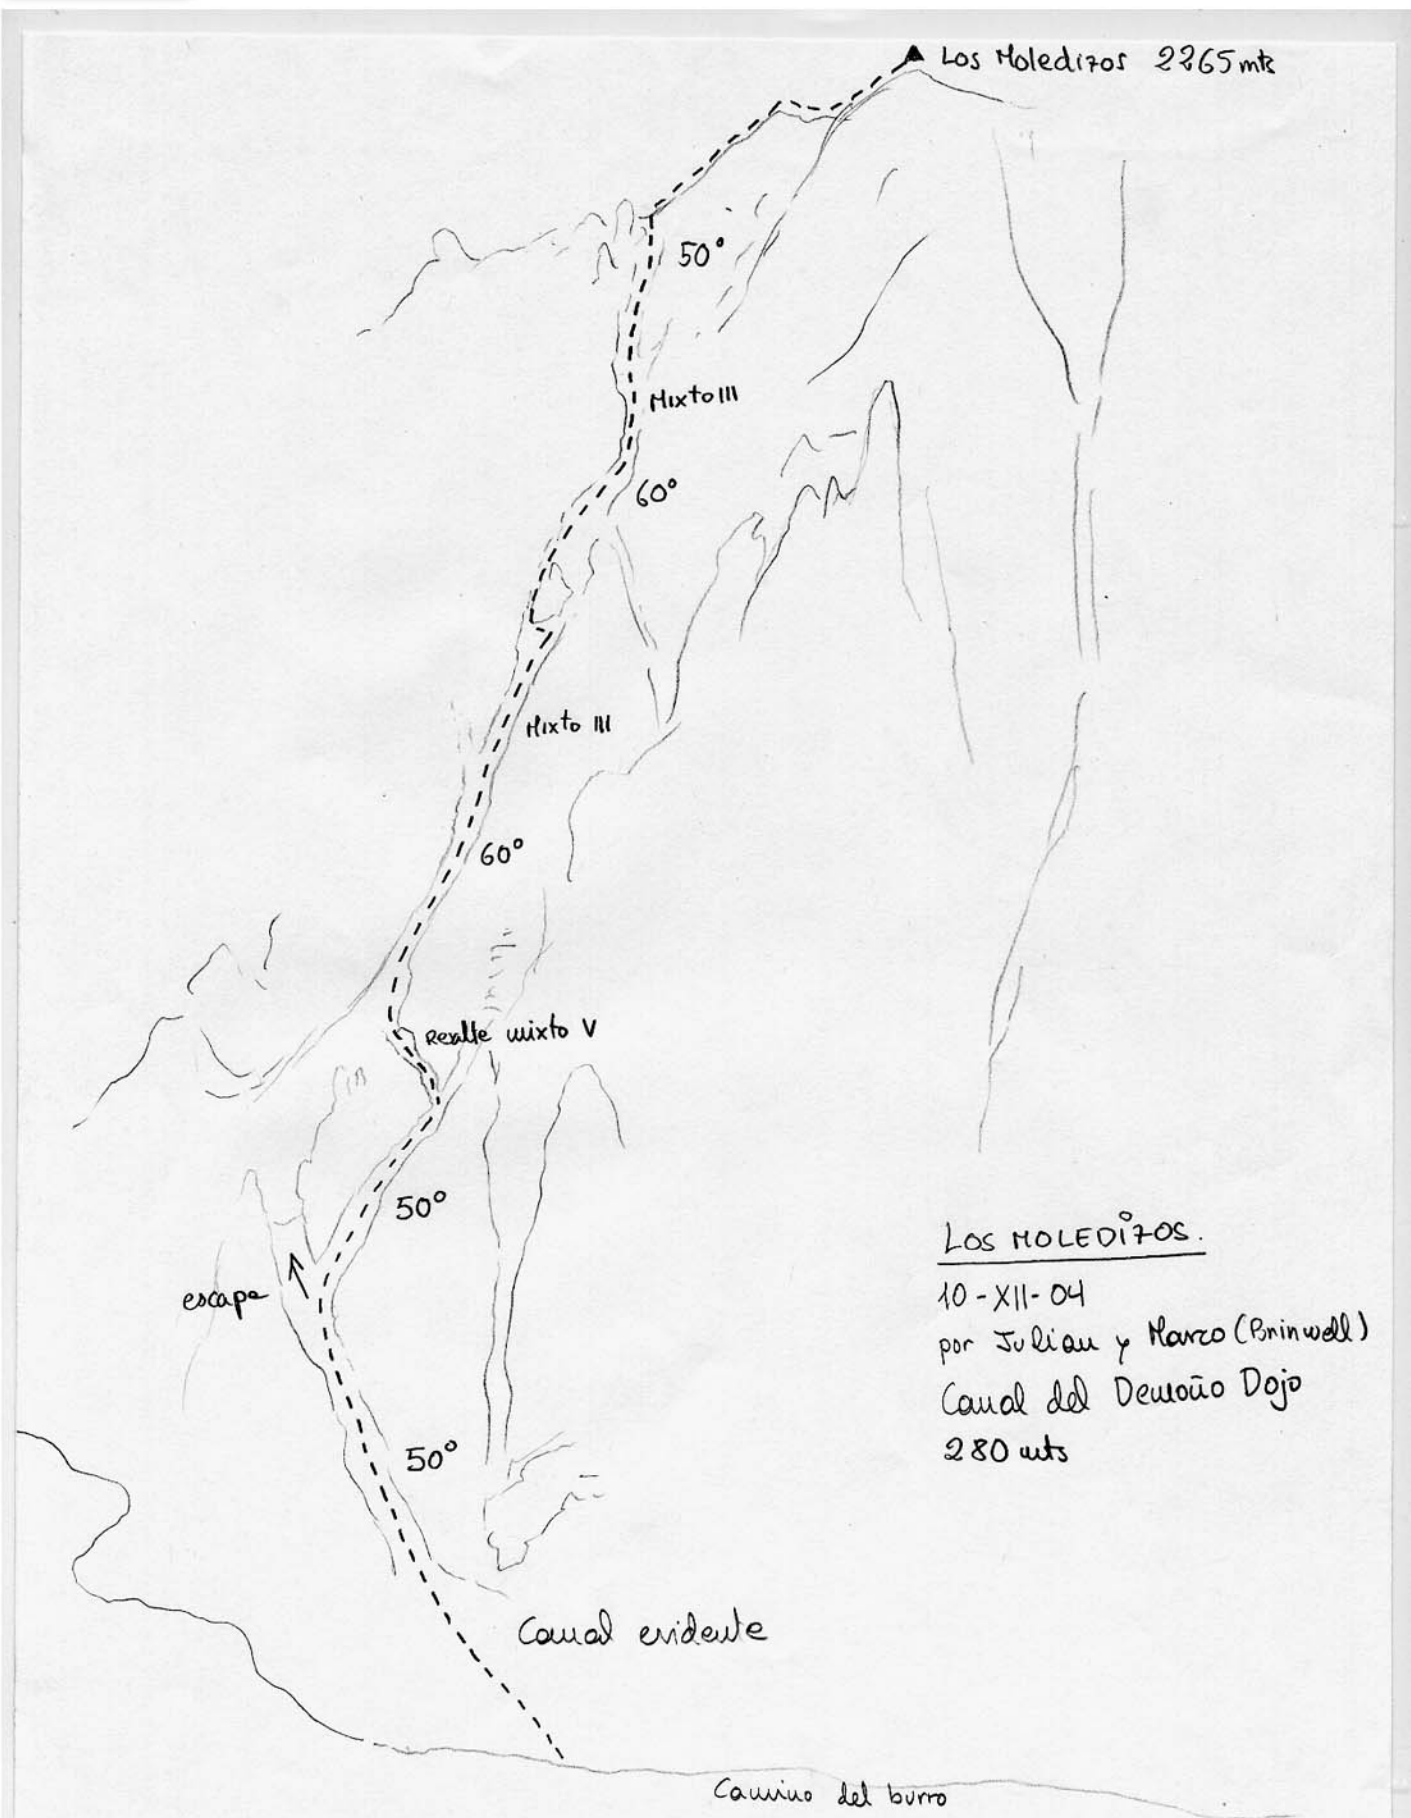 Los Moledizos 2265 mts
50°
Mixto III
60°
Mixto III
60°
Resalte mixto V
50°
escape
LOS MOLEDIZOS.
10-XII-04
por Julian y Marco (Brinwell)
Canal del Demoño Dojo
280 mts
50°
Canal evidente
Camino del burro